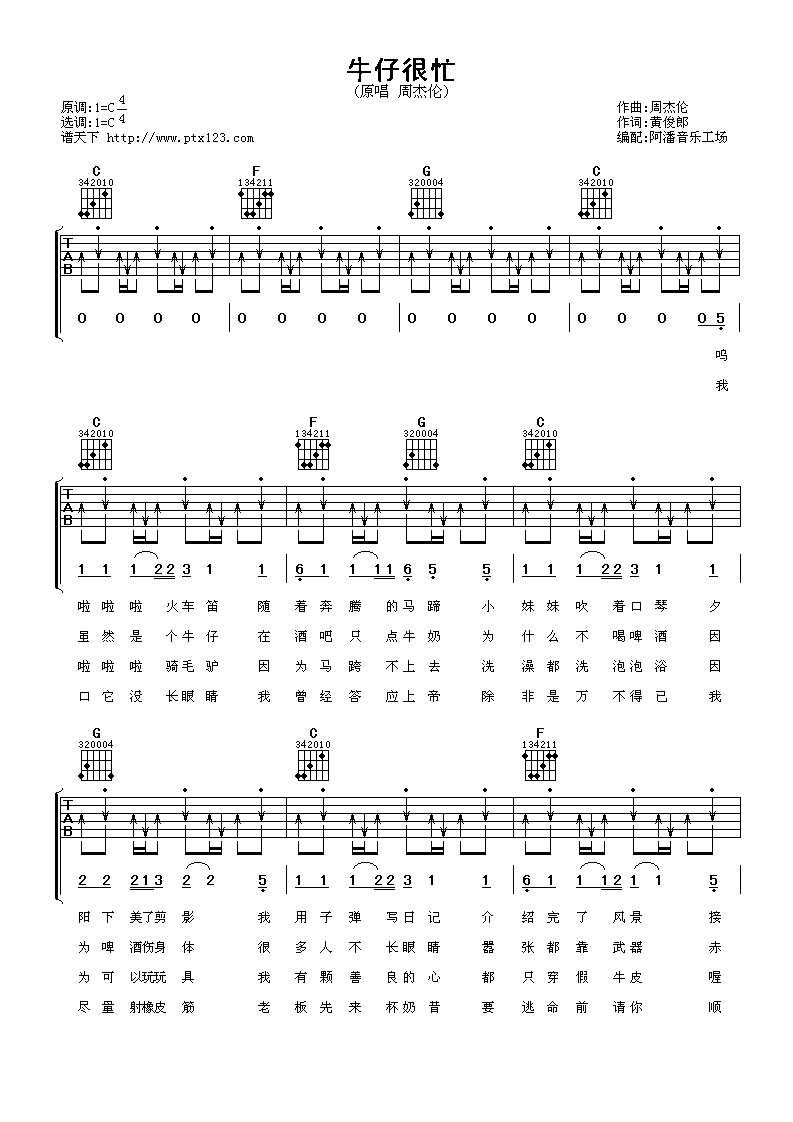 牛仔很忙
(原唱 周杰伦)
原调:1=C 4/4
选调:1=C
谱天下 http://www.ptx123.com
作曲:周杰伦
作词:黄俊郎
编配:阿潘音乐工场
C F G C
342010 134211 320004 342010
T
A
B
0 0 0 0 0 0 0 0 0 0 0 0 0 0 0 0 5
呜
我
C F G C
342010 134211 320004 342010
T
A
B
1 1 1 2 2 3 1 1 6 1 1 1 1 6 5 5 1 1 1 2 2 3 1 1
啦 啦 啦 火 车 笛 随 着 奔 腾 的 马 蹄 小 妹 妹 吹 着 口 琴 夕
虽 然 是 个 牛 仔 在 酒 吧 只 点 牛 奶 为 什 么 不 喝 啤 酒 因
啦 啦 啦 骑 毛 驴 因 为 马 跨 不 上 去 洗 澡 都 洗 泡 泡 浴 因
口 它 没 长 眼 睛 我 曾 经 答 应 上 帝 除 非 是 万 不 得 已 我
G C F
320004 342010 134211
T
A
B
2 2 2 1 3 2 2 5 1 1 1 2 2 3 1 1 6 1 1 1 2 1 1 5
阳 下 美 了 剪 影 我 用 子 弹 写 日 记 介 绍 完 了 风 景 接
为 啤 酒 伤 身 体 很 多 人 不 长 眼 睛 嚣 张 都 靠 武 器 赤
为 可 以 玩 玩 具 我 有 颗 善 良 的 心 都 只 穿 假 牛 皮 喔
尽 量 射 橡 皮 筋 老 板 先 来 杯 奶 昔 要 逃 命 前 请 你 顺